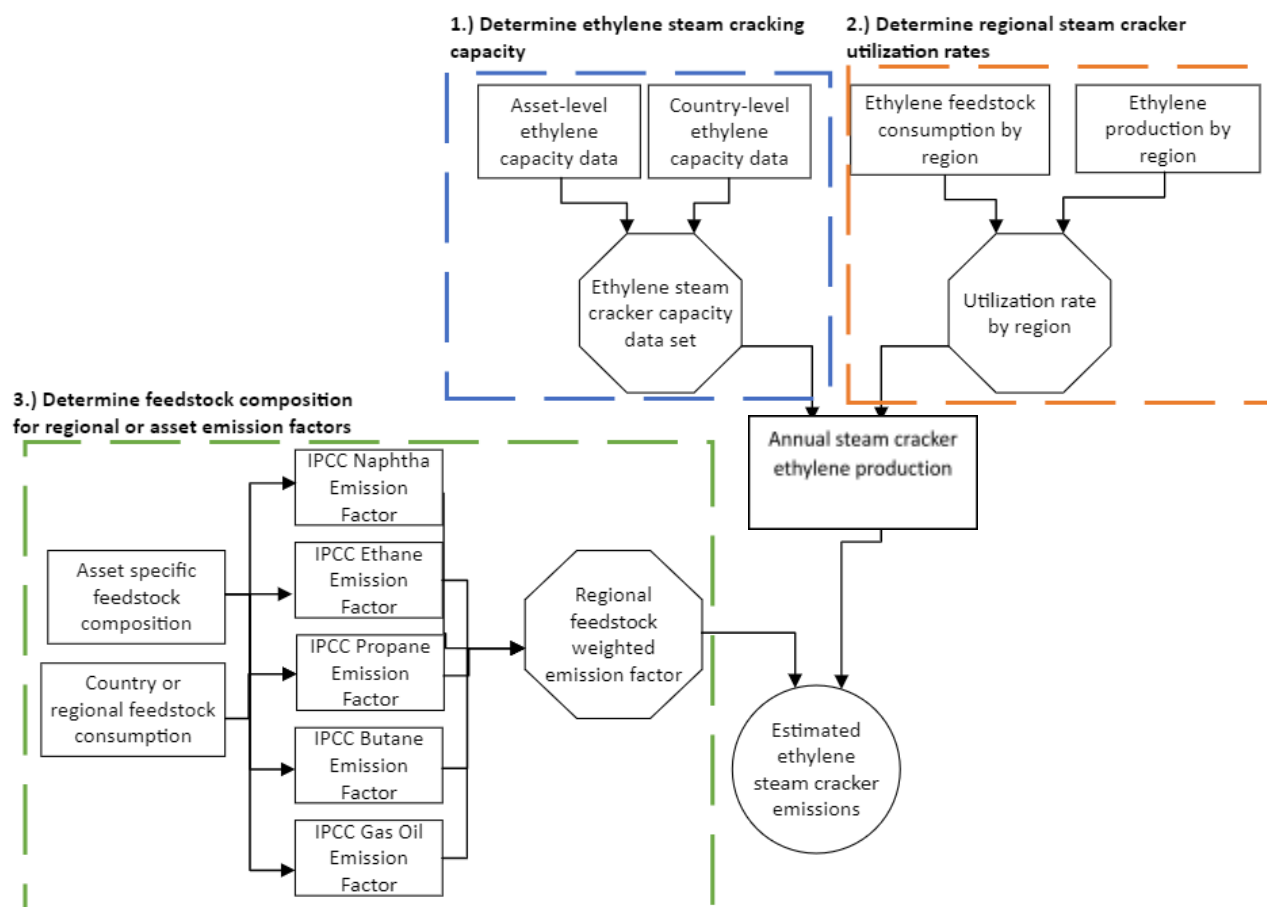 1.) Determine ethylene steam cracking
capacity
2.) Determine regional steam cracker
utilization rates
Asset-level
ethylene
capacity data
Country-level
ethylene
capacity data
Ethylene feedstock
consumption by
region
Ethylene
production by
region
Ethylene steam
cracker capacity
data set
Utilization rate
by region
Annual steam cracker
ethylene production
3.) Determine feedstock composition
for regional or asset emission factors
Asset specific
feedstock
composition
Country or
regional feedstock
consumption
IPCC Naphtha
Emission
Factor
IPCC Ethane
Emission
Factor
IPCC Propane
Emission
Factor
IPCC Butane
Emission
Factor
IPCC Gas Oil
Emission
Factor
Regional
feedstock
weighted
emission factor
Estimated
ethylene
steam cracker
emissions